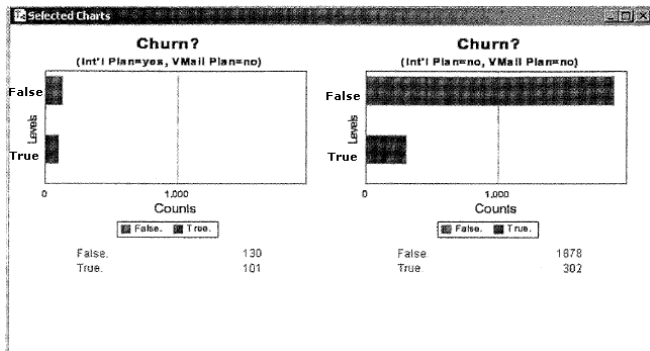 Selected Charts
Churn?
(Int'l Plan=yes, VMail Plan=no)
False
Levels
True
0
1,000
Counts
False. True.
False. 130
True. 101
Churn?
(Int'l Plan=no, VMail Plan=no)
False
Levels
True
0
1,000
Counts
False. True.
False. 1878
True. 302